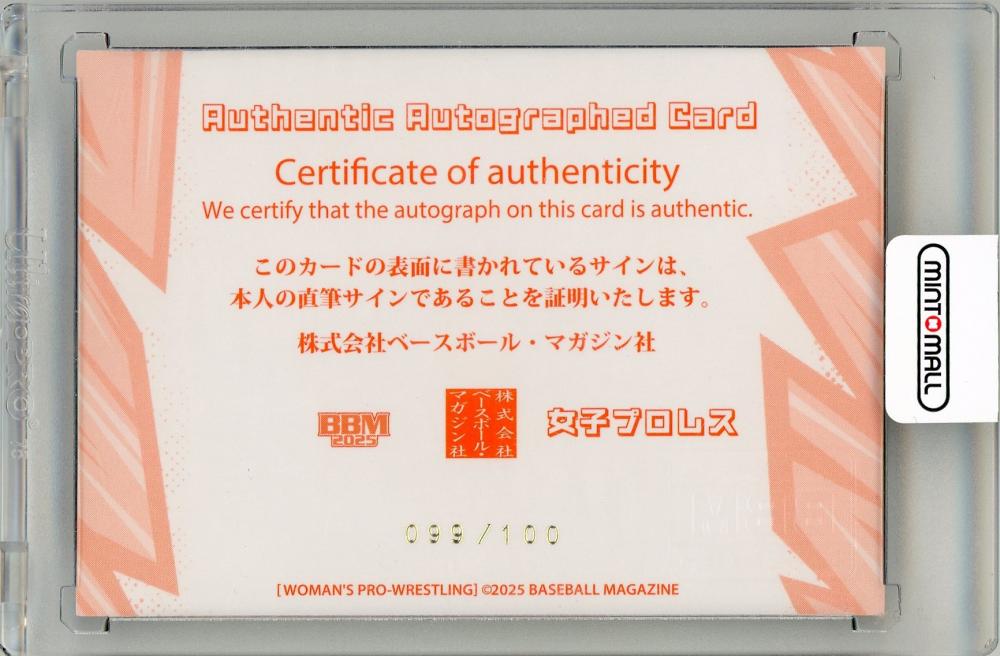 Authentic Autographed Card
Certificate of authenticity
We certify that the autograph on this card is authentic.
このカードの表面に書かれているサインは、
本人の直筆サインであることを証明いたします。
株式会社ベースボール・マガジン社
BBM
2025
株式会社
ベースボール・
マガジン社
女子プロレス
099/100
[WOMAN'S PRO-WRESTLING] ©2025 BASEBALL MAGAZINE
MINT MALL